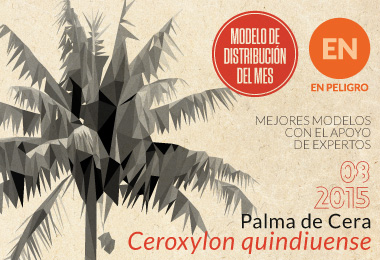 MODELO DE
DISTRIBUCIÓN
DEL MES
EN
EN PELIGRO
MEJORES MODELOS
CON EL APOYO
DE EXPERTOS
08
2015
Palma de Cera
Ceroxylon quindiuense